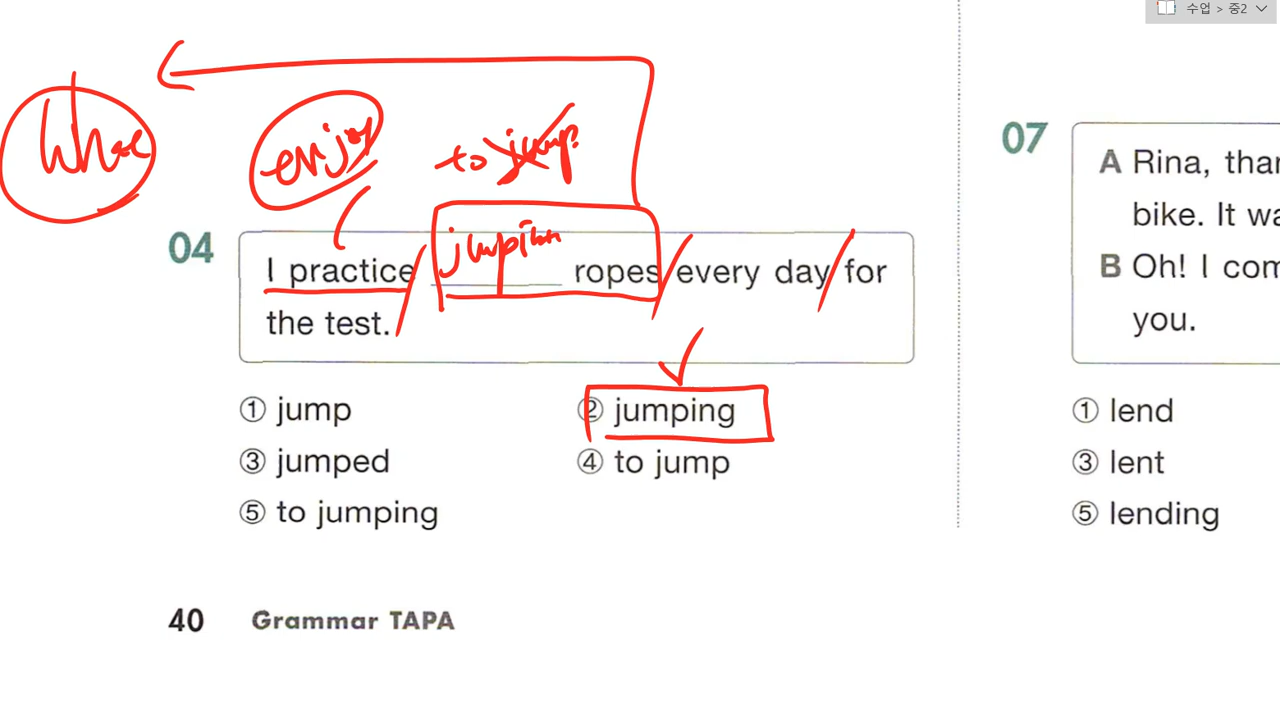 수업 > 중2
What
enjoy
to jump
04
jumping
I practice ropes every day for
the test.
① jump
② jumping
③ jumped
④ to jump
⑤ to jumping
40 Grammar TAPA
07
A Rina, than
bike. It wa
B Oh! I com
you.
① lend
③ lent
⑤ lending